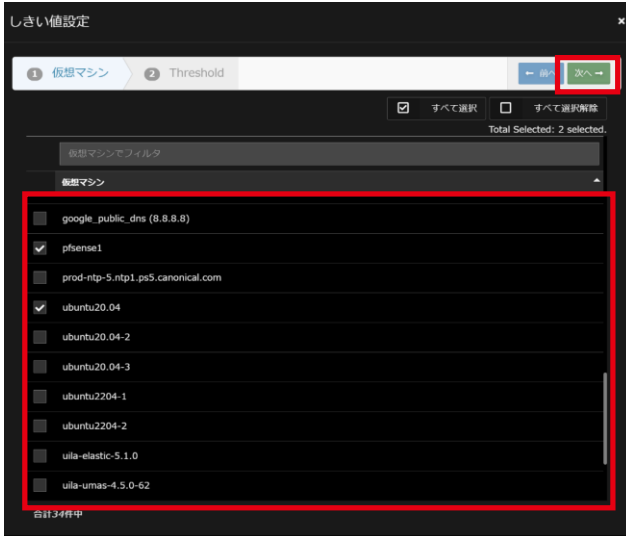 しきい値設定 ×
1 仮想マシン 2 Threshold ← 前へ 次へ →
すべて選択 すべて選択解除
Total Selected: 2 selected.
仮想マシンでフィルタ
仮想マシン
google_public_dns (8.8.8.8)
pfsense1
prod-ntp-5.ntp1.ps5.canonical.com
ubuntu20.04
ubuntu20.04-2
ubuntu20.04-3
ubuntu2204-1
ubuntu2204-2
uila-elastic-5.1.0
uila-umas-4.5.0-62
合計34件中